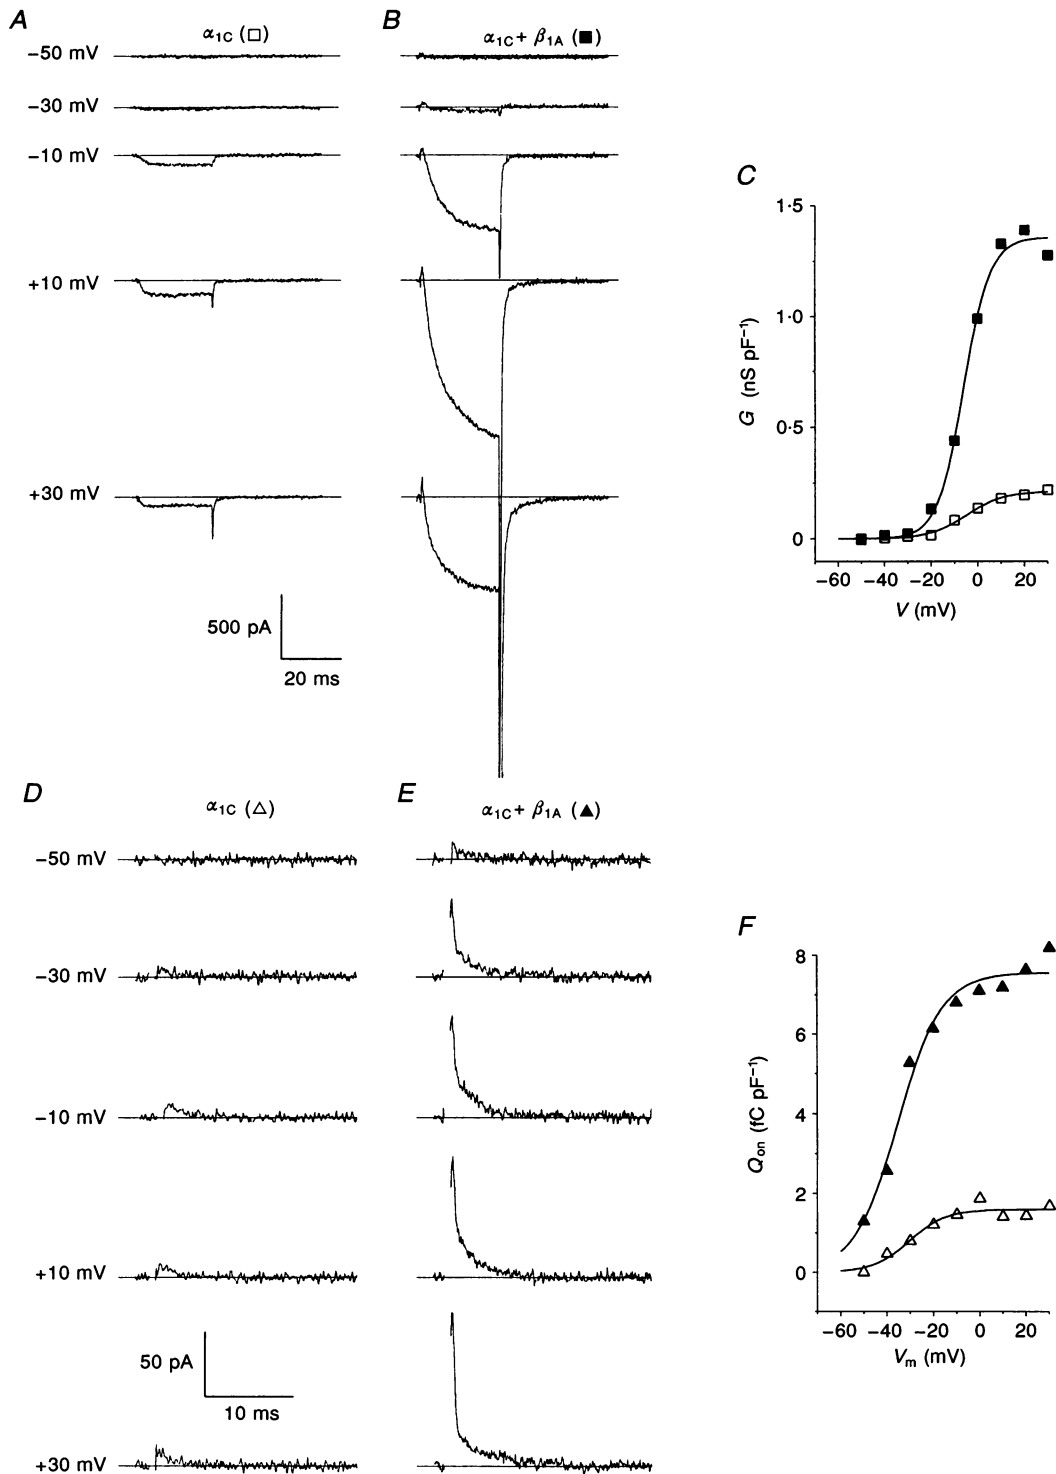 A
α1C (□)
−50 mV
−30 mV
−10 mV
+10 mV
+30 mV
500 pA
20 ms
B
α1C + β1A (■)
C
1·5
1·0
0·5
0
G (nS pF−1)
−60 −40 −20 0 20
V (mV)
D
α1C (△)
−50 mV
−30 mV
−10 mV
+10 mV
50 pA
10 ms
+30 mV
E
α1C + β1A (▲)
F
8
6
4
2
0
Qon (fC pF−1)
−60 −40 −20 0 20
Vm (mV)